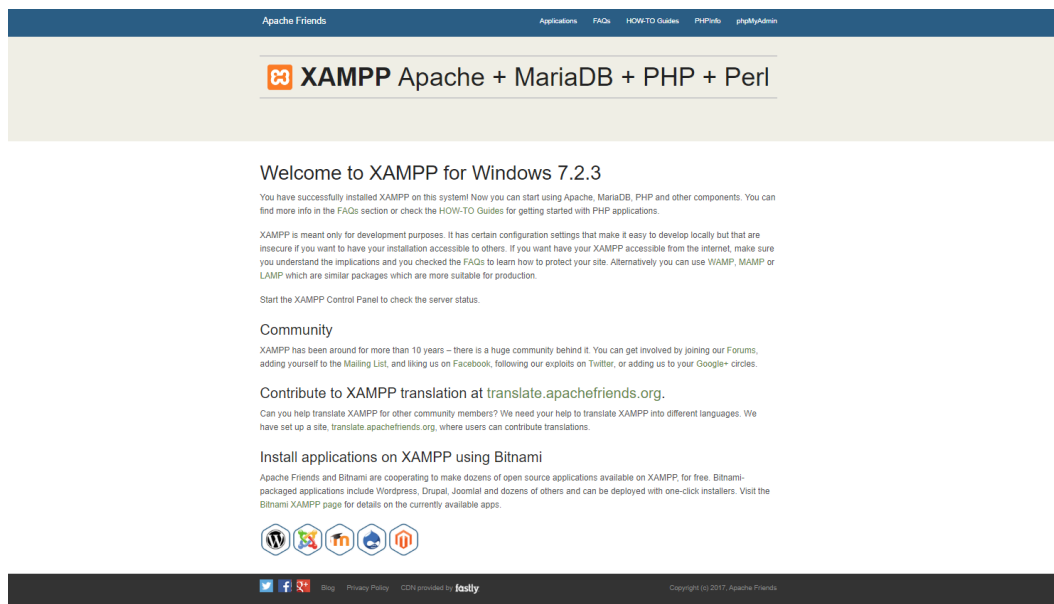 Apache Friends
Applications FAQs HOW-TO Guides PHPInfo phpMyAdmin
XAMPP Apache + MariaDB + PHP + Perl
Welcome to XAMPP for Windows 7.2.3
You have successfully installed XAMPP on this system! Now you can start using Apache, MariaDB, PHP and other components. You can
find more info in the FAQs section or check the HOW-TO Guides for getting started with PHP applications.
XAMPP is meant only for development purposes. It has certain configuration settings that make it easy to develop locally but that are
insecure if you want to have your installation accessible to others. If you want have your XAMPP accessible from the internet, make sure
you understand the implications and you checked the FAQs to learn how to protect your site. Alternatively you can use WAMP, MAMP or
LAMP which are similar packages which are more suitable for production.
Start the XAMPP Control Panel to check the server status.
Community
XAMPP has been around for more than 10 years – there is a huge community behind it. You can get involved by joining our Forums,
adding yourself to the Mailing List, and liking us on Facebook, following our exploits on Twitter, or adding us to your Google+ circles.
Contribute to XAMPP translation at translate.apachefriends.org.
Can you help translate XAMPP for other community members? We need your help to translate XAMPP into different languages. We
have set up a site, translate.apachefriends.org, where users can contribute translations.
Install applications on XAMPP using Bitnami
Apache Friends and Bitnami are cooperating to make dozens of open source applications available on XAMPP, for free. Bitnami-
packaged applications include Wordpress, Drupal, Joomla! and dozens of others and can be deployed with one-click installers. Visit the
Bitnami XAMPP page for details on the currently available apps.
Blog Privacy Policy CDN provided by fastly
Copyright (c) 2017, Apache Friends